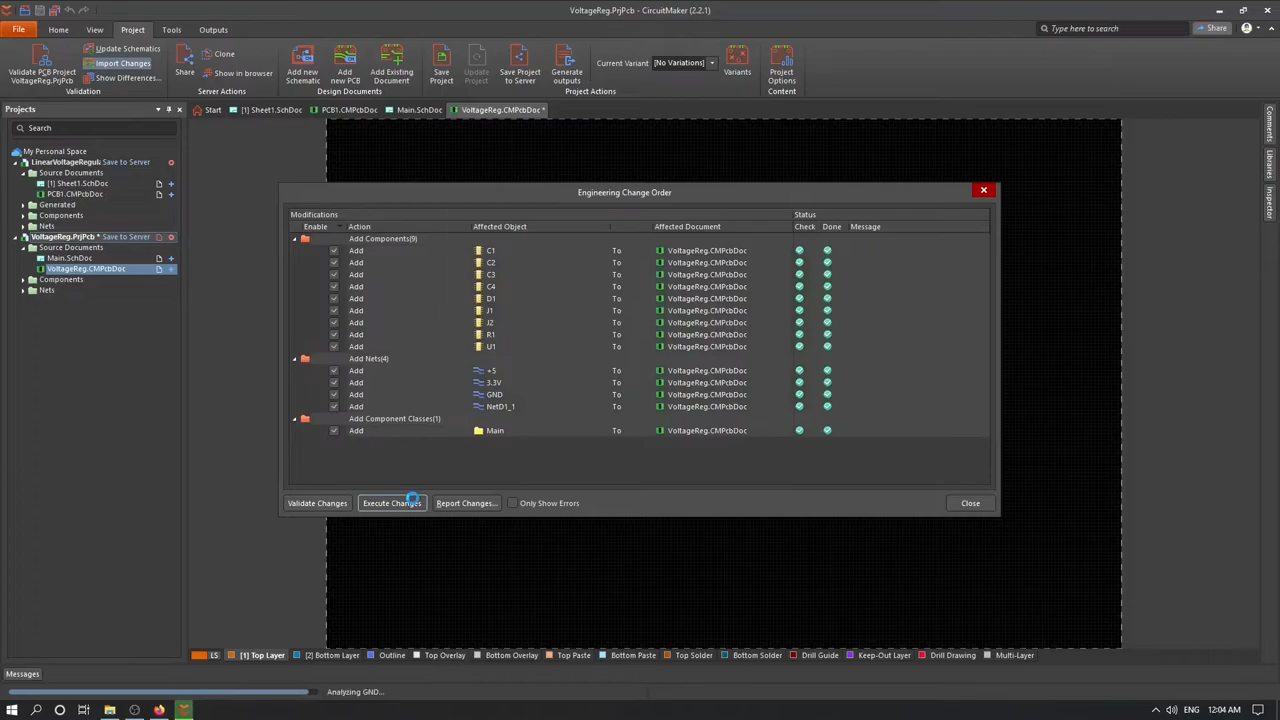 VoltageReg.PrjPcb - CircuitMaker (2.2.1)
File Home View Project Tools Outputs
Type here to search
Share
Validate PCB Project
VoltageReg.PrjPcb
Update Schematics
Import Changes
Show Differences...
Validation
Share
Clone
Show in browser
Server Actions
Add new
Schematic
Add
new PCB
Add Existing
Document
Design Documents
Save
Project
Update
Project
Save Project
to Server
Generate
outputs
Project Actions
Current Variant [No Variations]
Variants
Project
Options
Content
Projects
Start
[1] Sheet1.SchDoc
PCB1.CMPcbDoc
Main.SchDoc
VoltageReg.CMPcbDoc *
Search
My Personal Space
LinearVoltageRegul Save to Server
Source Documents
[1] Sheet1.SchDoc
PCB1.CMPcbDoc
Generated
Components
Nets
VoltageReg.PrjPcb * Save to Server
Source Documents
Main.SchDoc
VoltageReg.CMPcbDoc
Components
Nets
Comments
Libraries
Inspector
Engineering Change Order
Modifications Status
Enable Action Affected Object Affected Document Check Done Message
Add Components(9)
Add C1 To VoltageReg.CMPcbDoc
Add C2 To VoltageReg.CMPcbDoc
Add C3 To VoltageReg.CMPcbDoc
Add C4 To VoltageReg.CMPcbDoc
Add D1 To VoltageReg.CMPcbDoc
Add J1 To VoltageReg.CMPcbDoc
Add J2 To VoltageReg.CMPcbDoc
Add R1 To VoltageReg.CMPcbDoc
Add U1 To VoltageReg.CMPcbDoc
Add Nets(4)
Add +5 To VoltageReg.CMPcbDoc
Add 3.3V To VoltageReg.CMPcbDoc
Add GND To VoltageReg.CMPcbDoc
Add NetD1_1 To VoltageReg.CMPcbDoc
Add Component Classes(1)
Add Main To VoltageReg.CMPcbDoc
Validate Changes Execute Changes Report Changes... Only Show Errors Close
LS [1] Top Layer [2] Bottom Layer Outline Top Overlay Bottom Overlay Top Paste Bottom Paste Top Solder Bottom Solder Drill Guide Keep-Out Layer Drill Drawing Multi-Layer
Messages
Analyzing GND...
12:04 AM